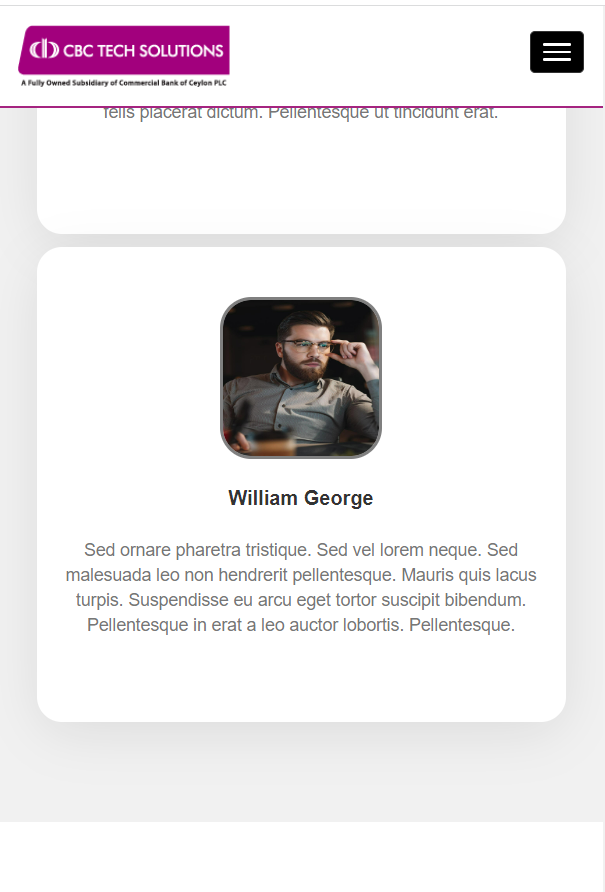 CBC TECH SOLUTIONS
A Fully Owned Subsidiary of Commercial Bank of Ceylon PLC
felis placerat dictum. Pellentesque ut tincidunt erat.
William George
Sed ornare pharetra tristique. Sed vel lorem neque. Sed
malesuada leo non hendrerit pellentesque. Mauris quis lacus
turpis. Suspendisse eu arcu eget tortor suscipit bibendum.
Pellentesque in erat a leo auctor lobortis. Pellentesque.